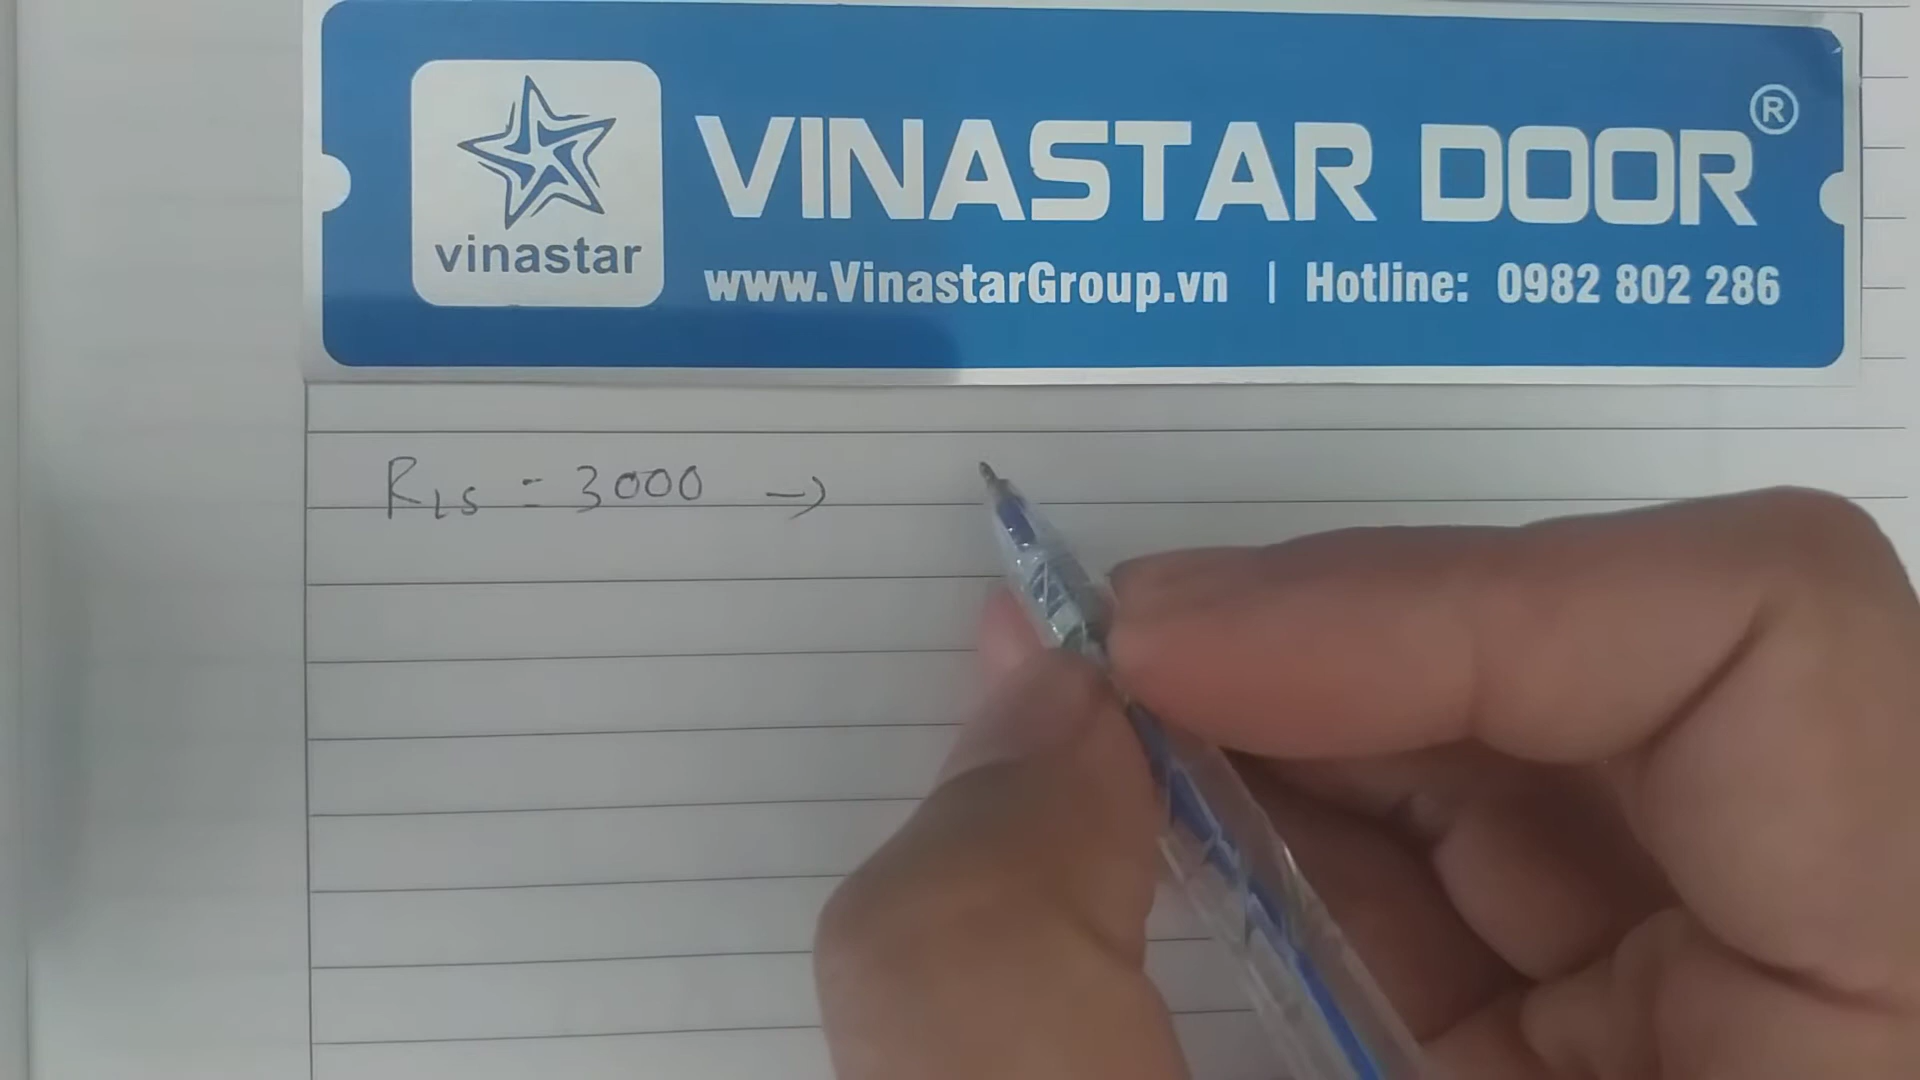 vinastar
VINASTAR DOOR®
www.VinastarGroup.vn | Hotline: 0982 802 286
RLS = 3000 →